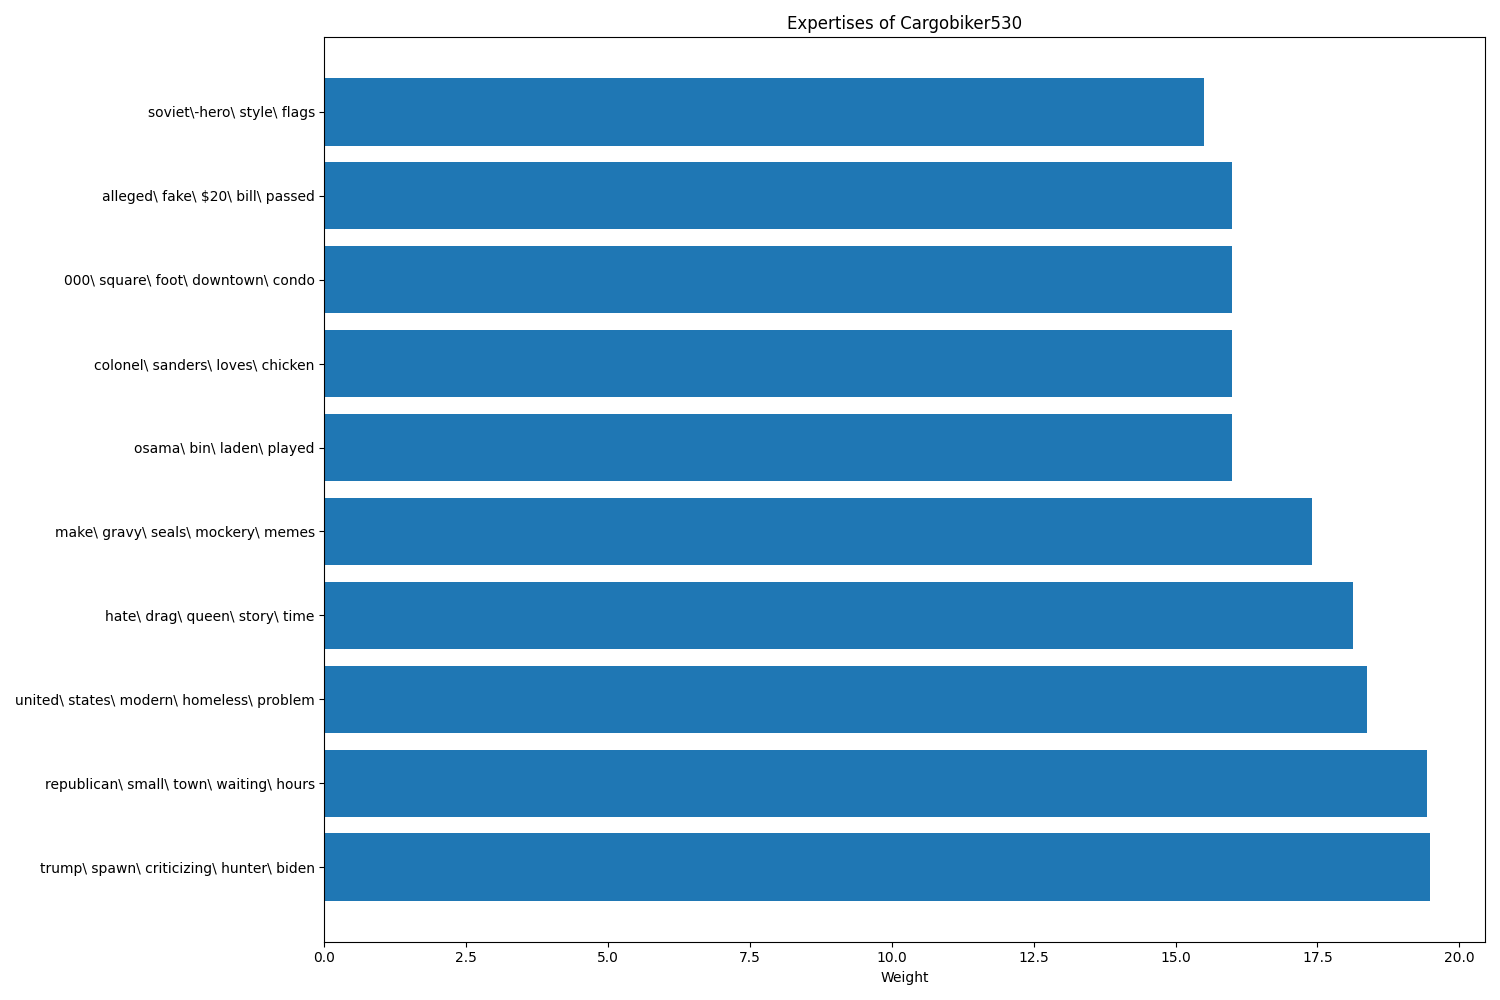 Expertises of Cargobiker530
soviet\-hero\ style\ flags
alleged\ fake\ $20\ bill\ passed
000\ square\ foot\ downtown\ condo
colonel\ sanders\ loves\ chicken
osama\ bin\ laden\ played
make\ gravy\ seals\ mockery\ memes
hate\ drag\ queen\ story\ time
united\ states\ modern\ homeless\ problem
republican\ small\ town\ waiting\ hours
trump\ spawn\ criticizing\ hunter\ biden
0.0 2.5 5.0 7.5 10.0 12.5 15.0 17.5 20.0
Weight